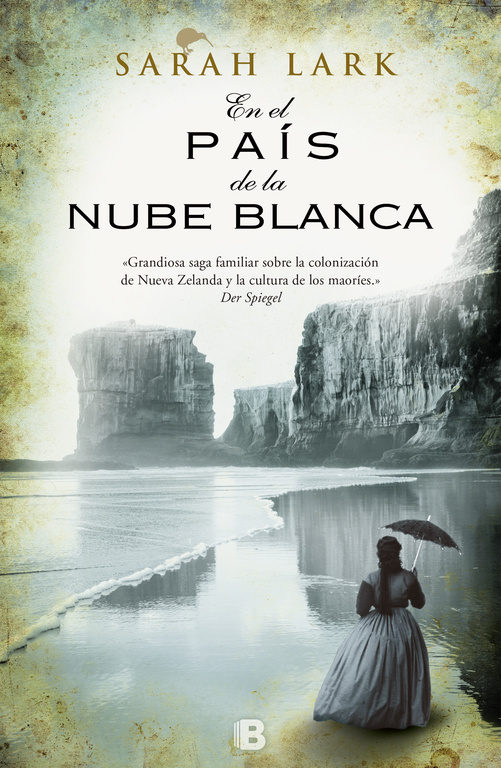 SARAH LARK
En el
PAÍS
de la
NUBE BLANCA
«Grandiosa saga familiar sobre la colonización
de Nueva Zelanda y la cultura de los maoríes.»
Der Spiegel
B